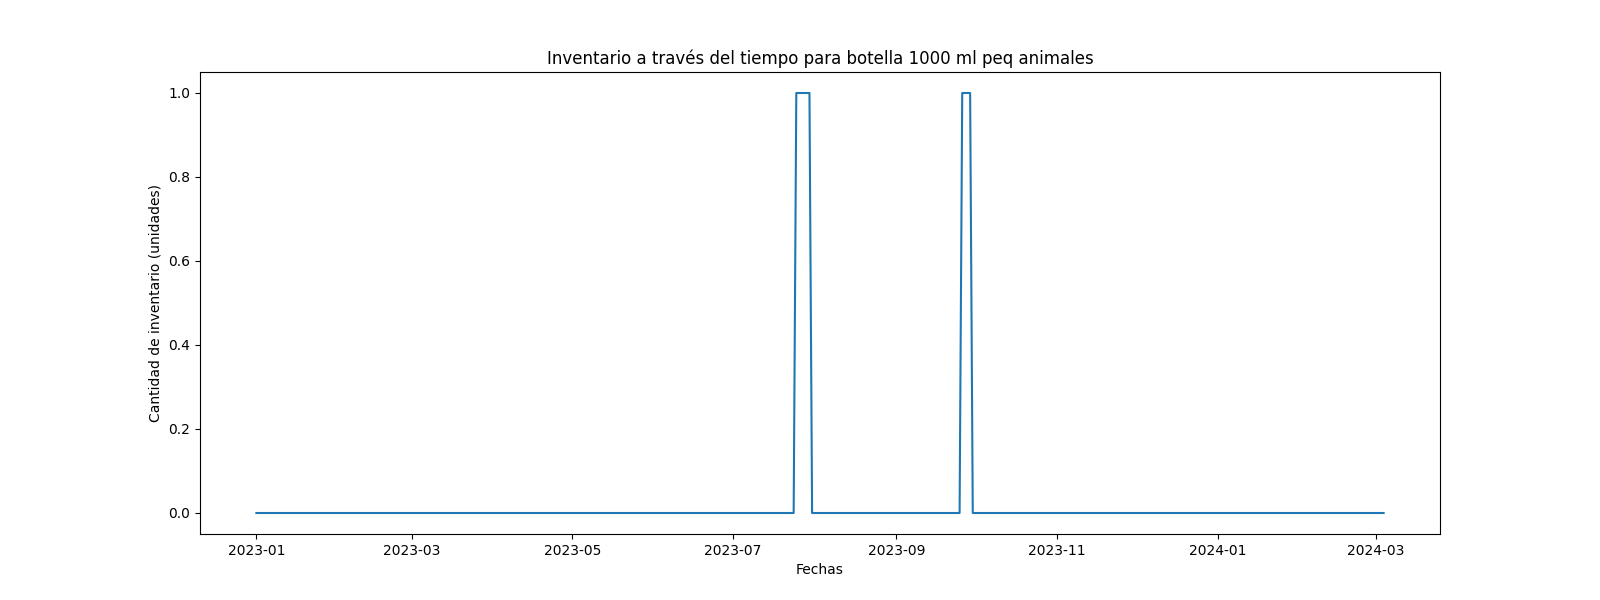 Inventario a través del tiempo para botella 1000 ml peq animales
Cantidad de inventario (unidades)
1.0
0.8
0.6
0.4
0.2
0.0
2023-01 2023-03 2023-05 2023-07 2023-09 2023-11 2024-01 2024-03
Fechas